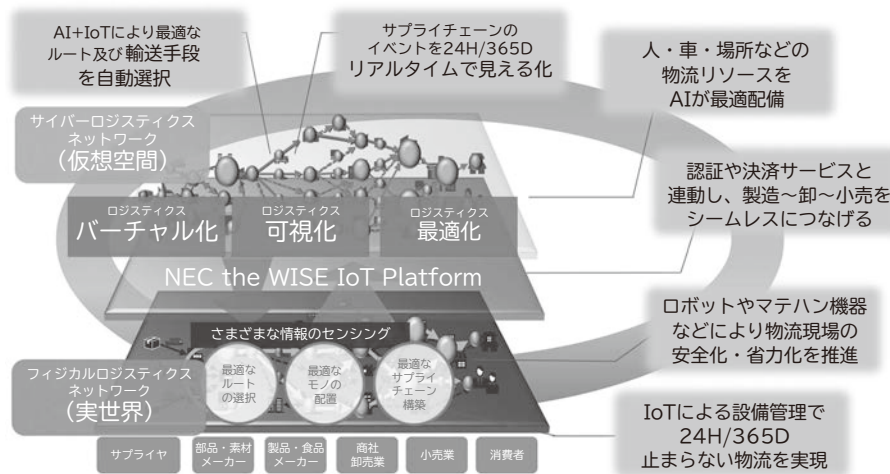 AI+IoTにより最適な
ルート及び輸送手段
を自動選択
サプライチェーンの
イベントを24H/365D
リアルタイムで見える化
人・車・場所などの
物流リソースを
AIが最適配備
サイバーロジスティクス
ネットワーク
(仮想空間)
認証や決済サービスと
連動し、製造～卸～小売を
シームレスにつなげる
ロジスティクス
バーチャル化
ロジスティクス
可視化
ロジスティクス
最適化
NEC the WISE IoT Platform
さまざまな情報のセンシング
ロボットやマテハン機器
などにより物流現場の
安全化・省力化を推進
フィジカルロジスティクス
ネットワーク
(実世界)
最適な
ルート
の選択
最適な
モノの
配置
最適な
サプライ
チェーン
構築
IoTによる設備管理で
24H/365D
止まらない物流を実現
サプライヤ
部品・素材
メーカー
製品・食品
メーカー
商社
卸売業
小売業
消費者